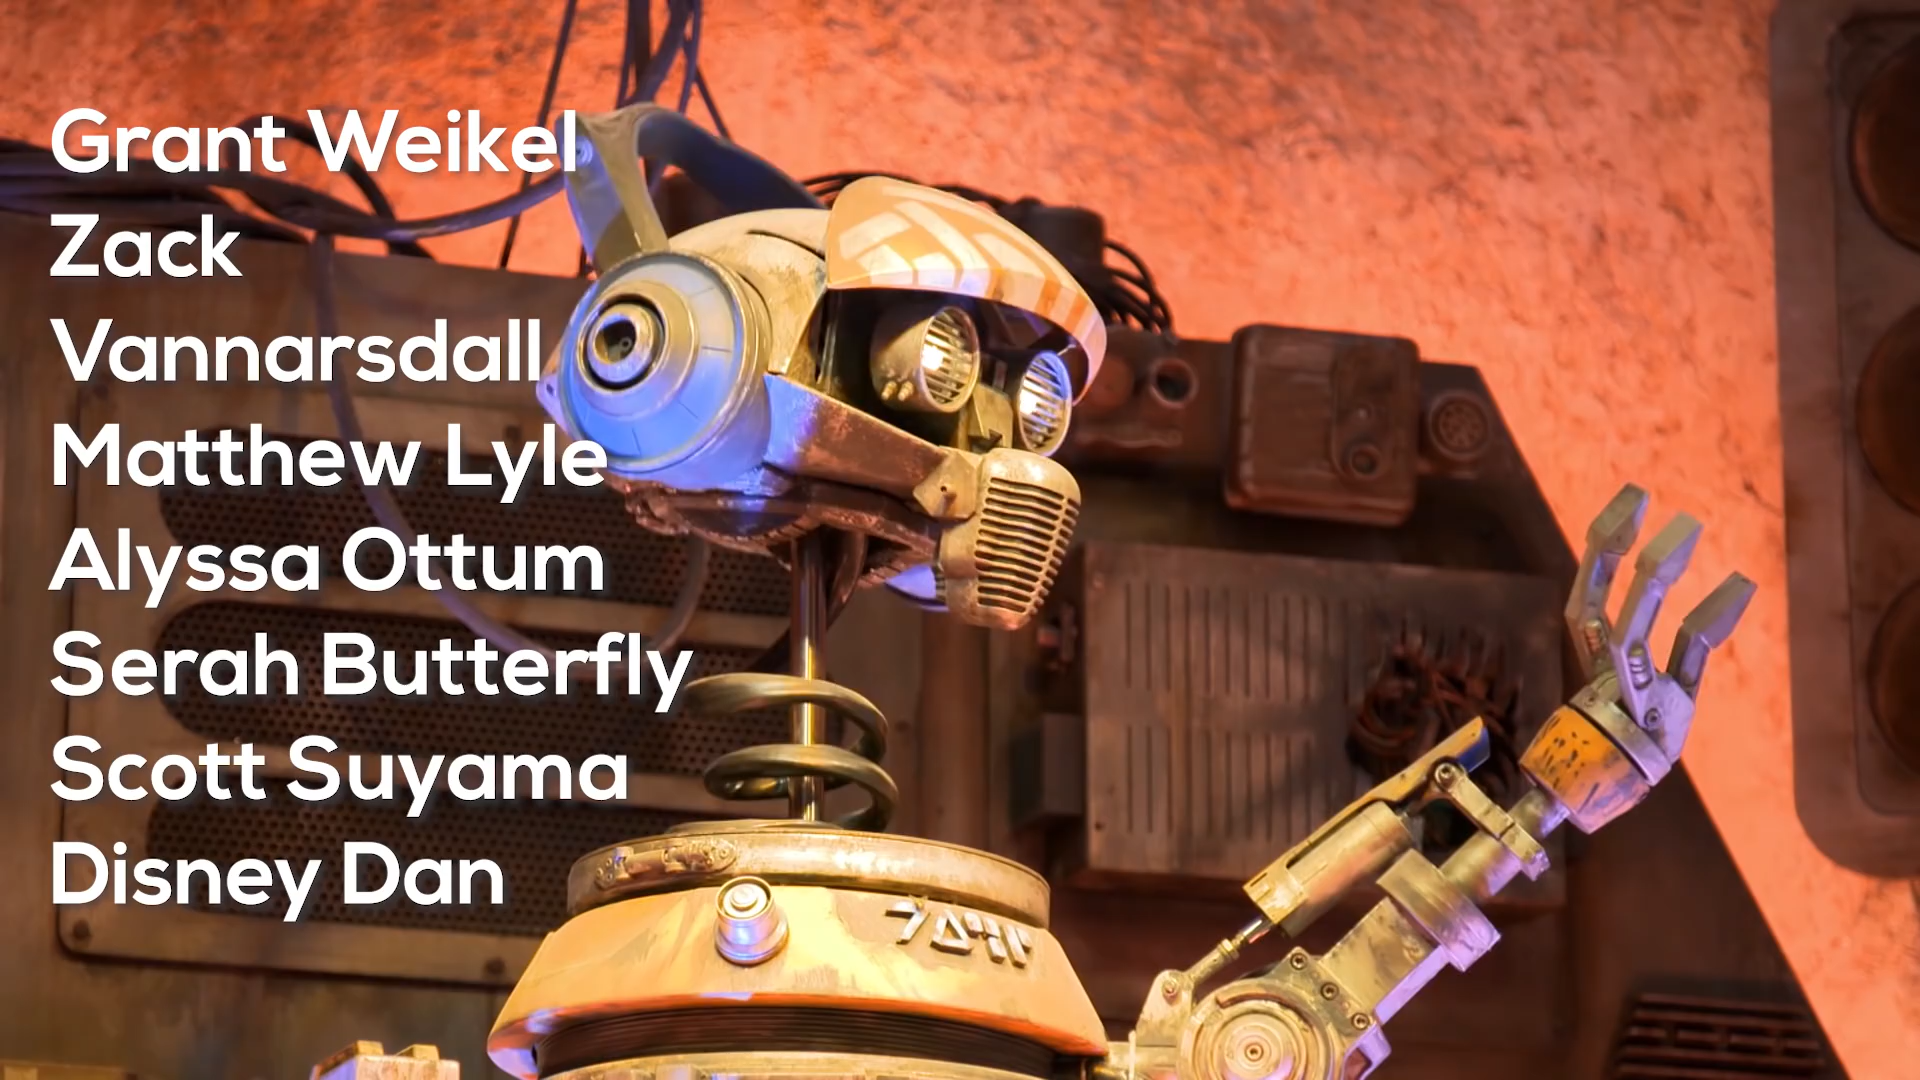 Grant Weikel
Zack
Vannarsdall
Matthew Lyle
Alyssa Ottum
Serah Butterfly
Scott Suyama
Disney Dan